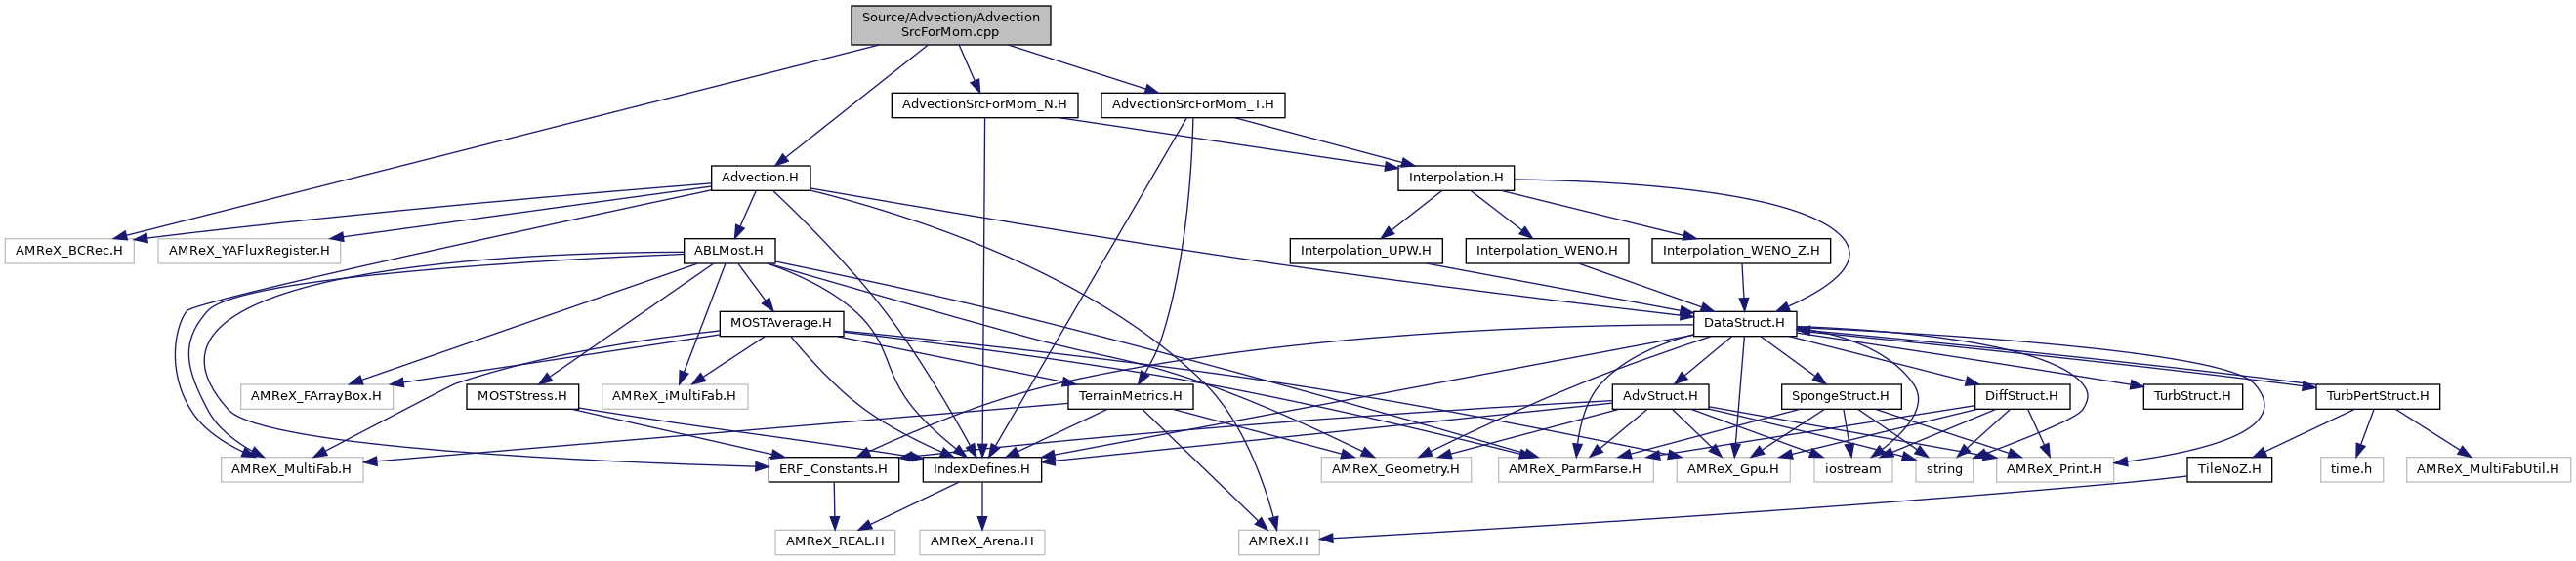 Source/Advection/Advection
SrcForMom.cpp
AdvectionSrcForMom_N.H
AdvectionSrcForMom_T.H
Advection.H
Interpolation.H
AMReX_BCRec.H
AMReX_YAFluxRegister.H
ABLMost.H
Interpolation_UPW.H
Interpolation_WENO.H
Interpolation_WENO_Z.H
MOSTAverage.H
DataStruct.H
AMReX_FArrayBox.H
MOSTStress.H
AMReX_iMultiFab.H
TerrainMetrics.H
AdvStruct.H
SpongeStruct.H
DiffStruct.H
TurbStruct.H
TurbPertStruct.H
AMReX_MultiFab.H
ERF_Constants.H
IndexDefines.H
AMReX_Geometry.H
AMReX_ParmParse.H
AMReX_Gpu.H
iostream
string
AMReX_Print.H
TileNoZ.H
time.h
AMReX_MultiFabUtil.H
AMReX_REAL.H
AMReX_Arena.H
AMReX.H